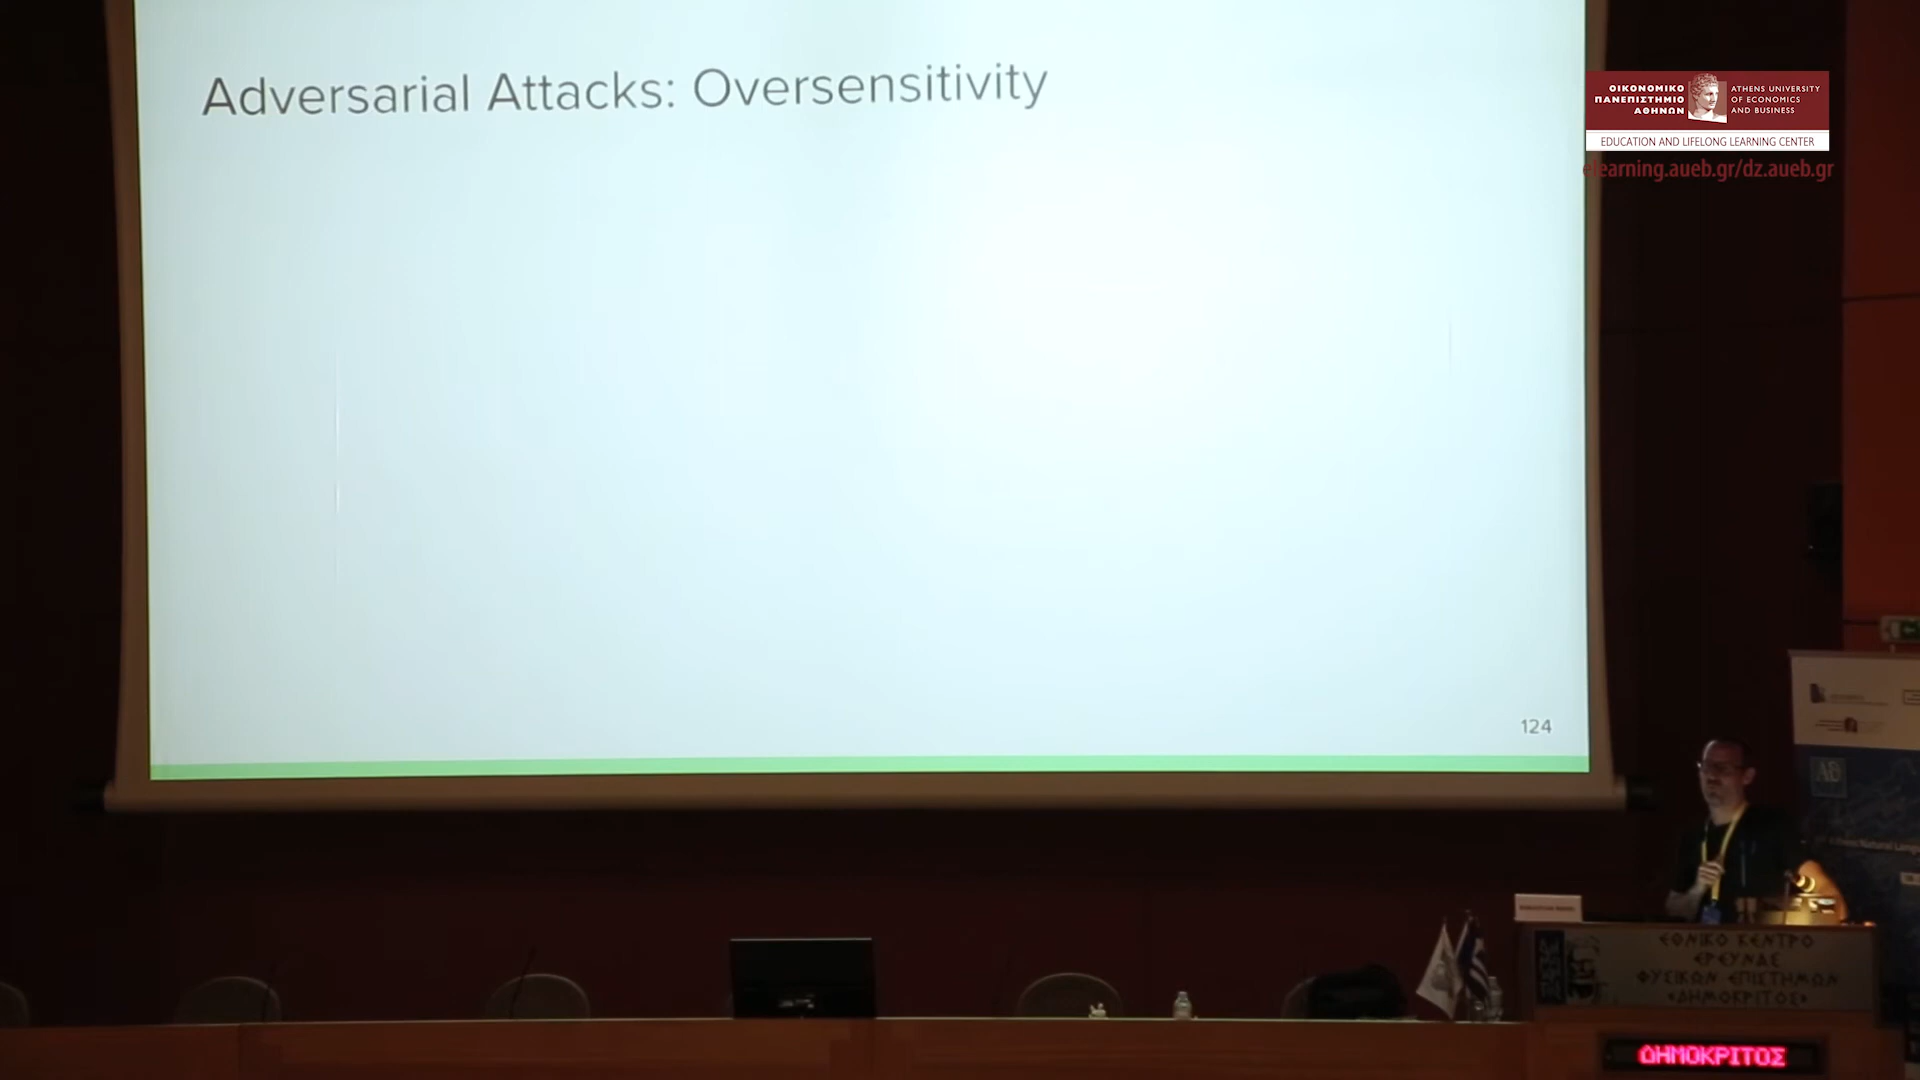 Adversarial Attacks: Oversensitivity
ΟΙΚΟΝΟΜΙΚΟ
ΠΑΝΕΠΙΣΤΗΜΙΟ
ΑΘΗΝΩΝ
ATHENS UNIVERSITY
OF ECONOMICS
AND BUSINESS
EDUCATION AND LIFELONG LEARNING CENTER
elearning.aueb.gr/dz.aueb.gr
124
ΕΘΝΙΚΟ ΚΕΝΤΡΟ
ΕΡΕΥΝΑΣ
ΦΥΣΙΚΩΝ ΕΠΙΣΤΗΜΩΝ
«ΔΗΜΟΚΡΙΤΟΣ»
ΔΗΜΟΚΡΙΤΟΣ